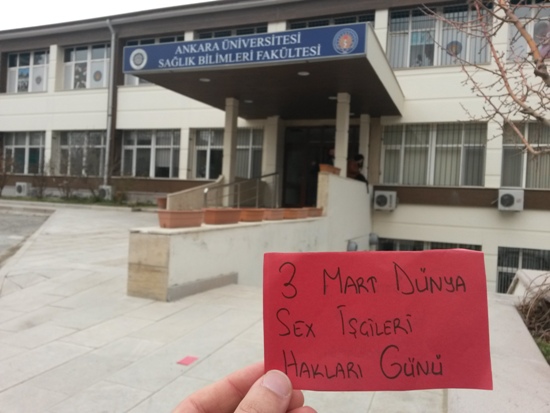 ANKARA ÜNİVERSİTESİ
SAĞLIK BİLİMLERİ FAKÜLTESİ
3 MART DÜNYA
SEX İŞÇİLERİ
HAKLARI GÜNÜ